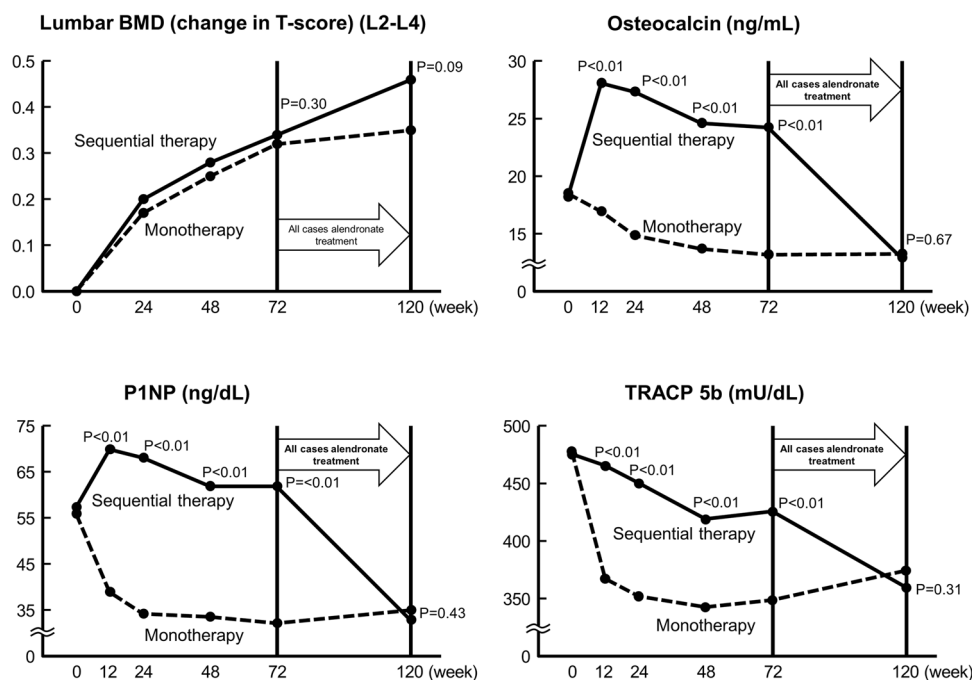 Lumbar BMD (change in T-score) (L2-L4)
0.5
0.4
0.3
0.2
0.1
0.0
P=0.09
P=0.30
Sequential therapy
Monotherapy
All cases alendronate
treatment
0 24 48 72 120 (week)
Osteocalcin (ng/mL)
30
25
20
15
0
P<0.01
P<0.01
P<0.01
P<0.01
All cases alendronate
treatment
Sequential therapy
Monotherapy
P=0.67
0 12 24 48 72 120 (week)
P1NP (ng/dL)
75
65
55
45
35
0
P<0.01
P<0.01
P<0.01
P=<0.01
All cases alendronate
treatment
Sequential therapy
Monotherapy
P=0.43
0 12 24 48 72 120 (week)
TRACP 5b (mU/dL)
500
450
400
350
0
P<0.01
P<0.01
P<0.01
P<0.01
All cases alendronate
treatment
Sequential therapy
Monotherapy
P=0.31
0 12 24 48 72 120 (week)